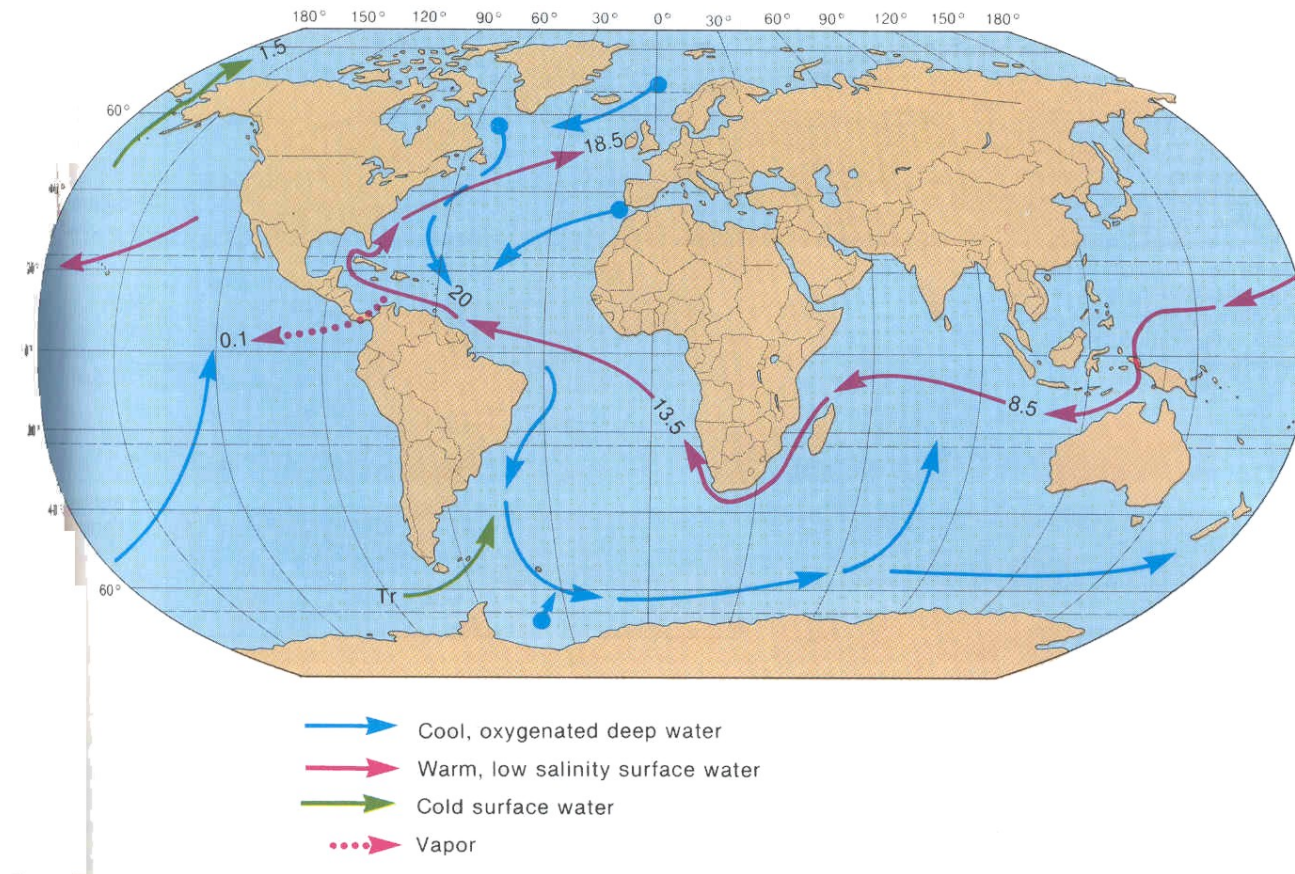 180° 150° 120° 90° 60° 30° 0° 30° 60° 90° 120° 150° 180°
1.5
60°
18.5
20
0.1
13.5
8.5
Tr
60°
Cool, oxygenated deep water
Warm, low salinity surface water
Cold surface water
Vapor